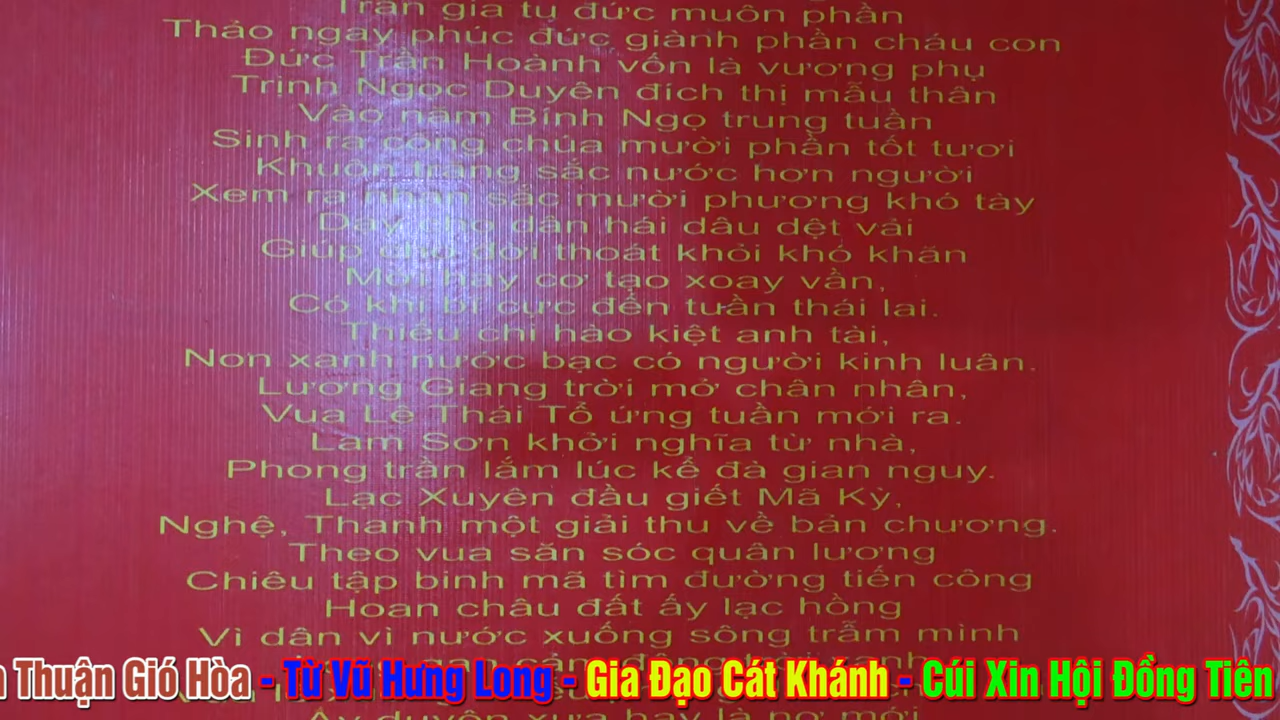 Trần gia tụ đức muôn phần
Thảo ngay phúc đức giành phần cháu con
Đức Trần Hoành vốn là vương phụ
Trịnh Ngọc Duyên đích thị mẫu thân
Vào năm Bính Ngọ trung tuần
Sinh ra công chúa mười phần tốt tươi
Khuôn trăng sắc nước hơn người
Xem ra nhan sắc mười phương khó tày
Dạy cho dân hái dâu dệt vải
Giúp cho đời thoát khỏi khó khăn
Mới hay cơ tạo xoay vần,
Có khi bĩ cực đến tuần thái lai.
Thiếu chi hào kiệt anh tài,
Non xanh nước bạc có người kinh luân.
Lương Giang trời mở chân nhân,
Vua Lê Thái Tổ ứng tuần mới ra.
Lam Sơn khởi nghĩa từ nhà,
Phong trần lắm lúc kể đà gian nguy.
Lạc Xuyên đầu giết Mã Kỳ,
Nghệ, Thanh một giải thu về bản chương.
Theo vua săn sóc quân lương
Chiêu tập binh mã tìm đường tiến công
Hoan châu đất ấy lạc hồng
Vì dân vì nước xuống sông trẫm mình
Thuận Gió Hòa - Từ Vũ Hưng Long - Gia Đạo Cát Khánh - Cúi Xin Hội Đồng Tiên
Ấy duyên xưa hay là nợ mới